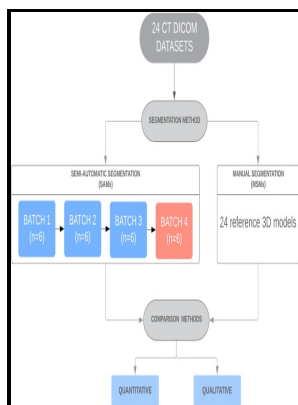 24 CT DICOM
DATASETS
SEGMENTATION METHOD
SEMI-AUTOMATIC SEGMENTATION
(SAMs)
MANUAL SEGMENTATION
(MSMs)
BATCH 1
(n=6)
BATCH 2
(n=6)
BATCH 3
(n=6)
BATCH 4
(n=6)
24 reference 3D models
COMPARISON METHODS
QUANTITATIVE
QUALITATIVE